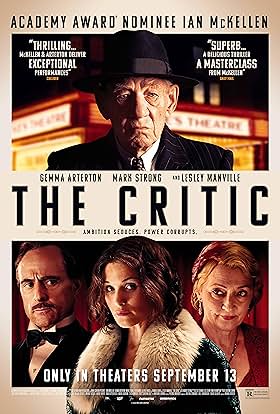 ACADEMY AWARD® NOMINEE IAN McKELLEN
"THRILLING...
McKELLEN & ARTERTON DELIVER
EXCEPTIONAL
PERFORMANCES"
"SUPERB...
A DELICIOUS THRILLER
A MASTERCLASS
FROM McKELLEN"
THEATRE
GEMMA ARTERTON MARK STRONG AND LESLEY MANVILLE
THE CRITIC
AMBITION SEDUCES. POWER CORRUPTS.
ONLY IN THEATERS SEPTEMBER 13
R